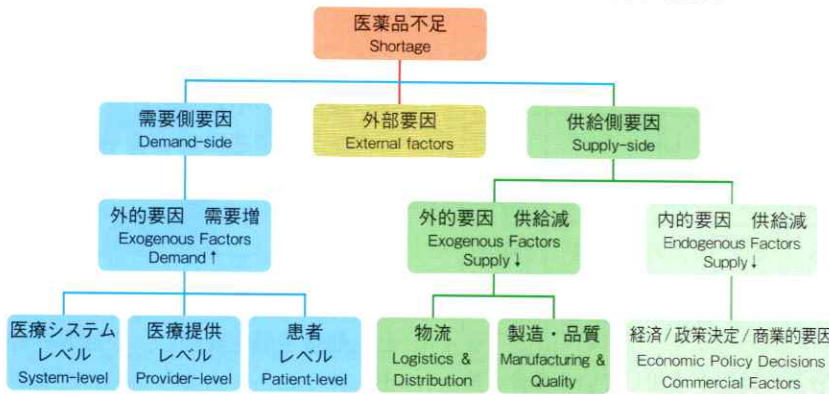 医薬品不足
Shortage
需要側要因
Demand-side
外部要因
External factors
供給側要因
Supply-side
外的要因 需要増
Exogenous Factors
Demand↑
外的要因 供給減
Exogenous Factors
Supply↓
内的要因 供給減
Endogenous Factors
Supply↓
医療システム
レベル
System-level
医療提供
レベル
Provider-level
患者
レベル
Patient-level
物流
Logistics &
Distribution
製造・品質
Manufacturing &
Quality
経済/政策決定/商業的要因
Economic Policy Decisions
Commercial Factors